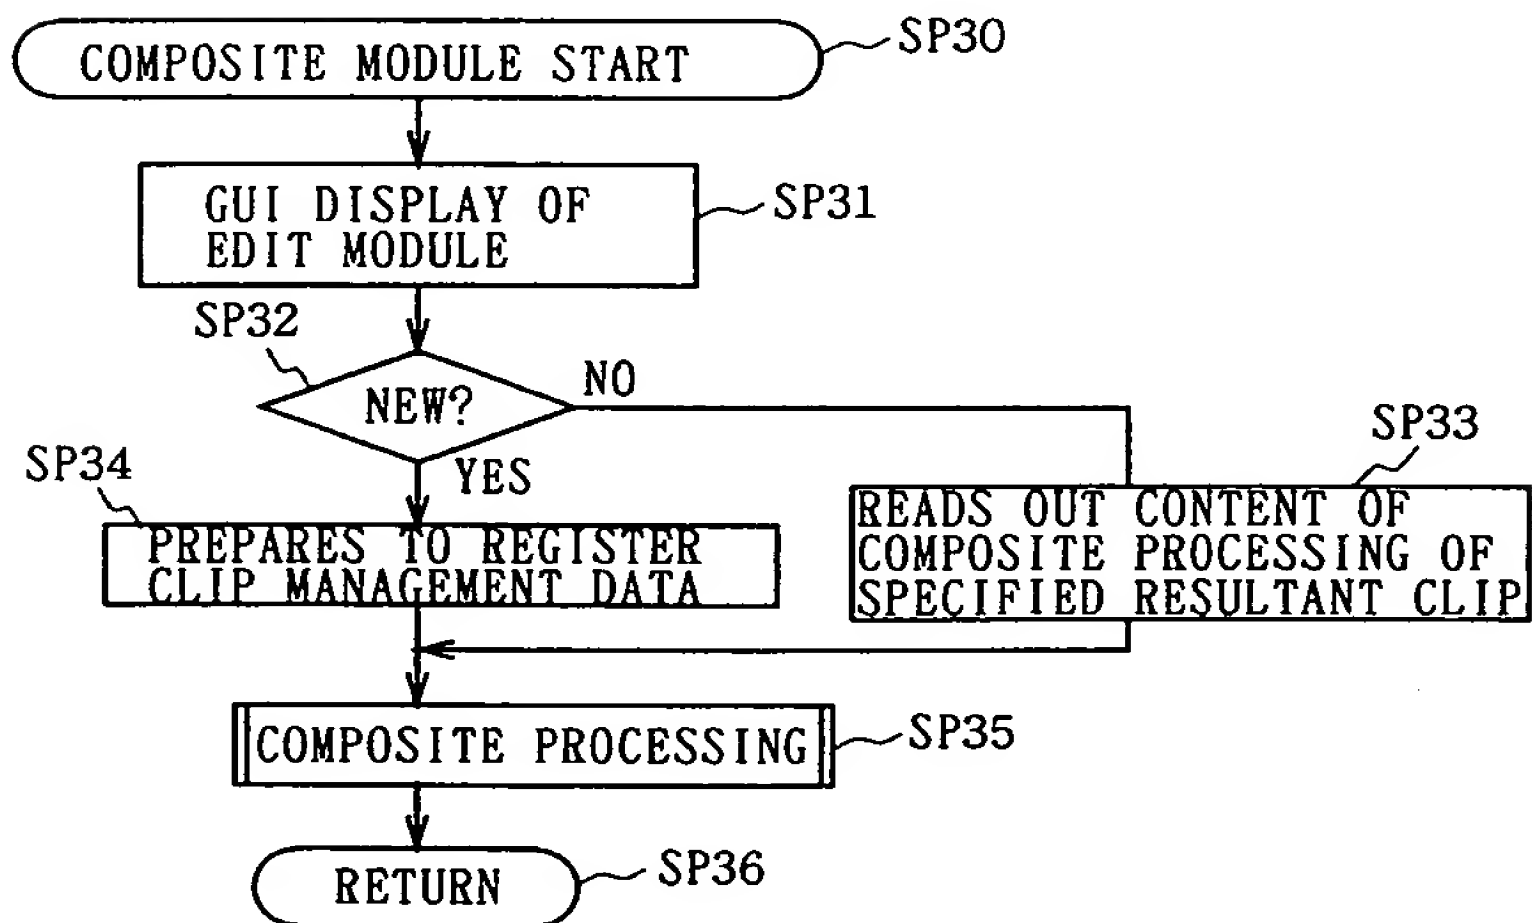 COMPOSITE MODULE START
SP30
GUI DISPLAY OF
EDIT MODULE
SP31
SP32
NEW?
NO
YES
SP33
READS OUT CONTENT OF
COMPOSITE PROCESSING OF
SPECIFIED RESULTANT CLIP
SP34
PREPARES TO REGISTER
CLIP MANAGEMENT DATA
COMPOSITE PROCESSING
SP35
RETURN
SP36